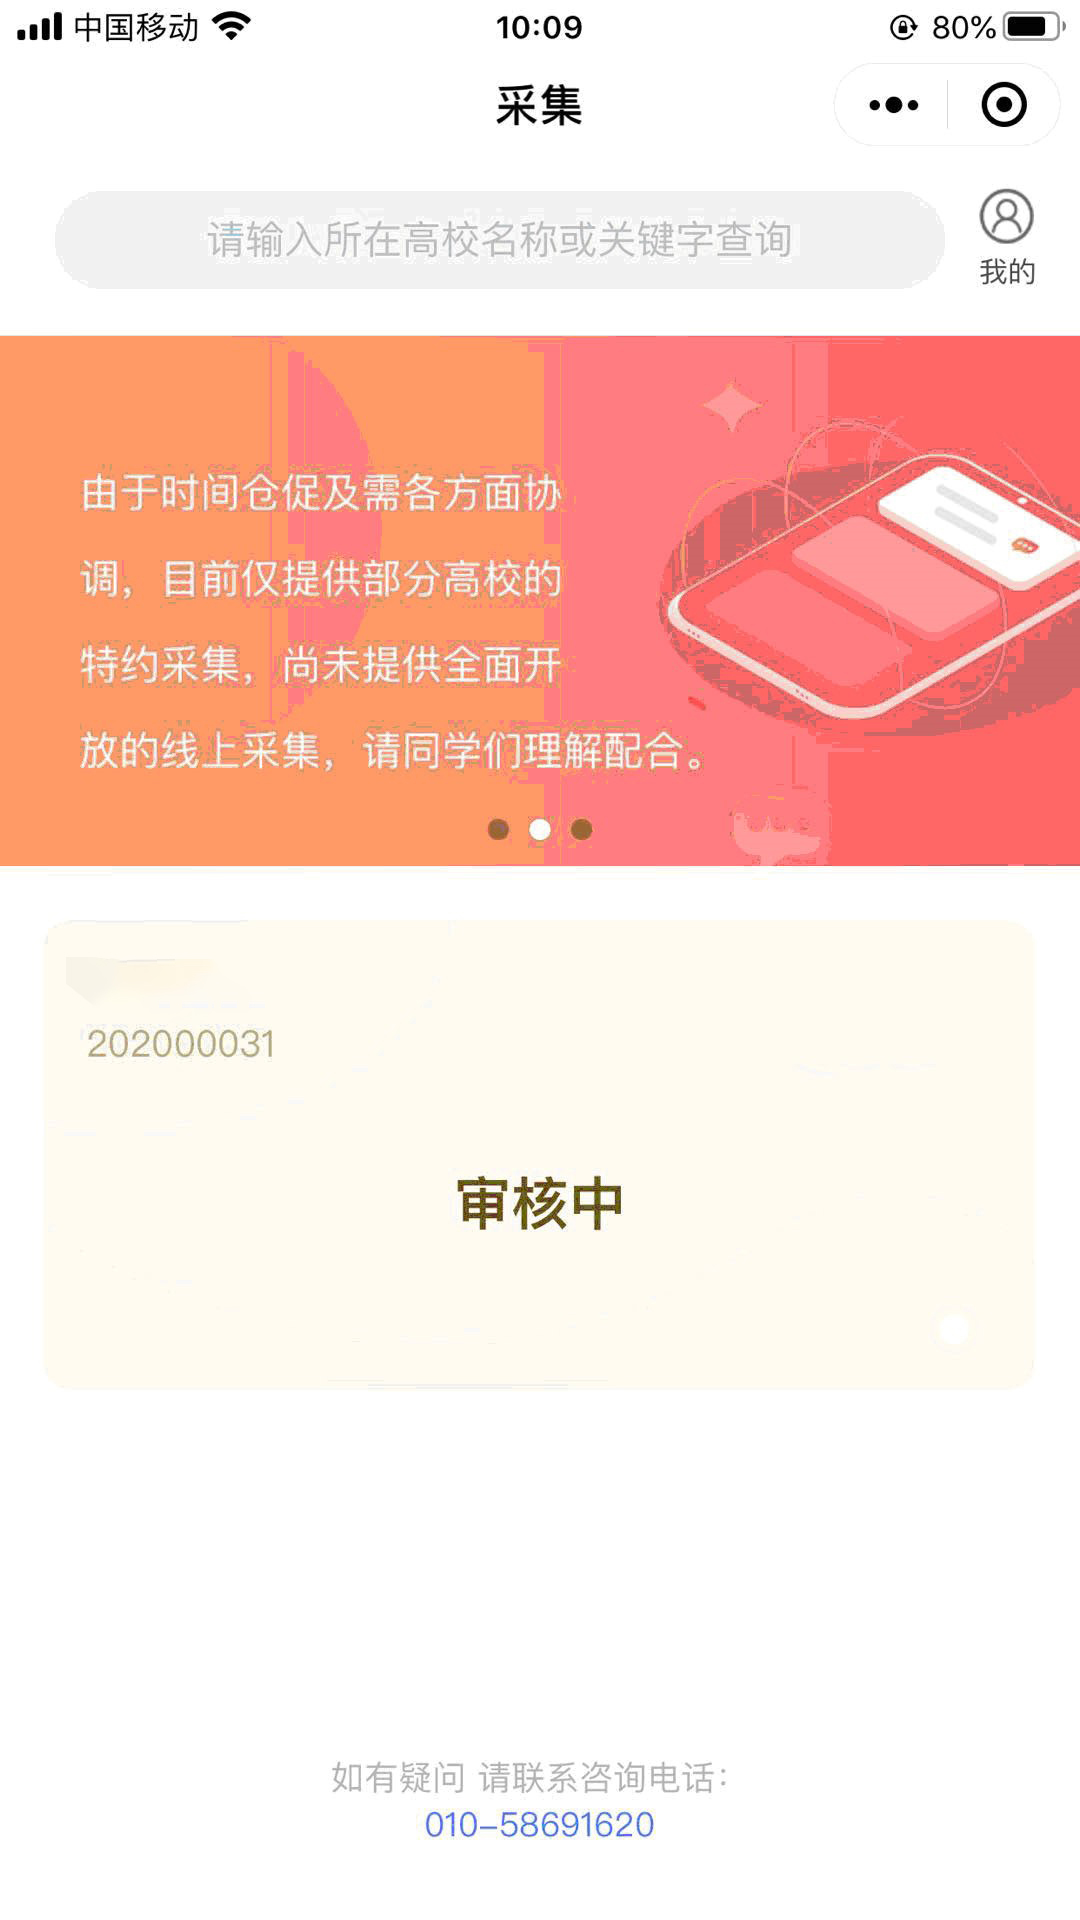 中国移动
10:09
80%
采集
请输入所在高校名称或关键字查询
我的
由于时间仓促及需各方面协
调，目前仅提供部分高校的
特约采集，尚未提供全面开
放的线上采集，请同学们理解配合。
202000031
审核中
如有疑问 请联系咨询电话：
010-58691620